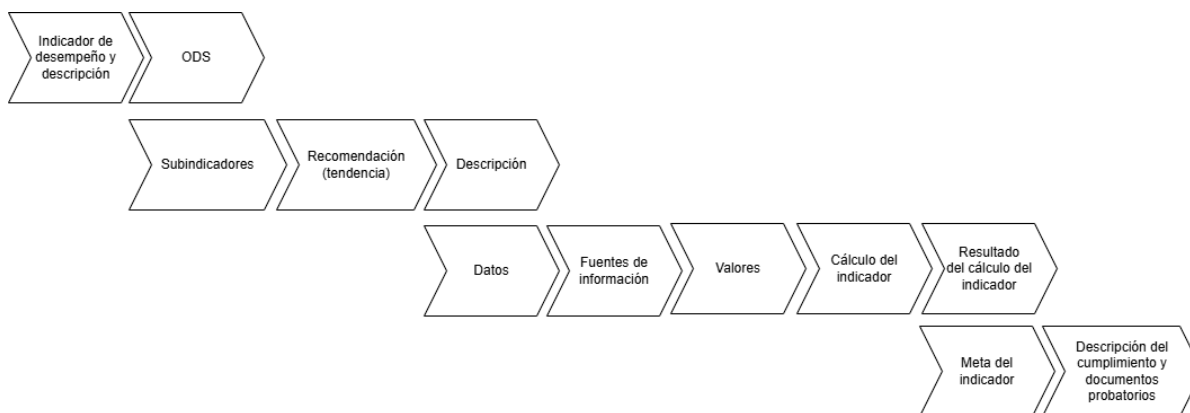 Indicador de
desempeño y
descripción
ODS
Subindicadores
Recomendación
(tendencia)
Descripción
Datos
Fuentes de
información
Valores
Cálculo del
indicador
Resultado
del cálculo del
indicador
Meta del
indicador
Descripción del
cumplimiento y
documentos
probatorios